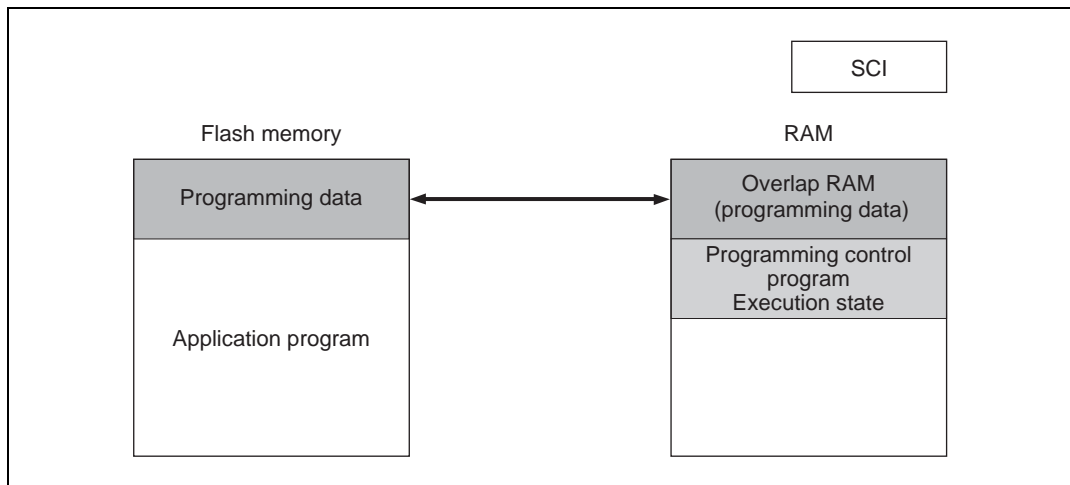 SCI
Flash memory
RAM
Programming data
Overlap RAM
(programming data)
Programming control
program
Execution state
Application program